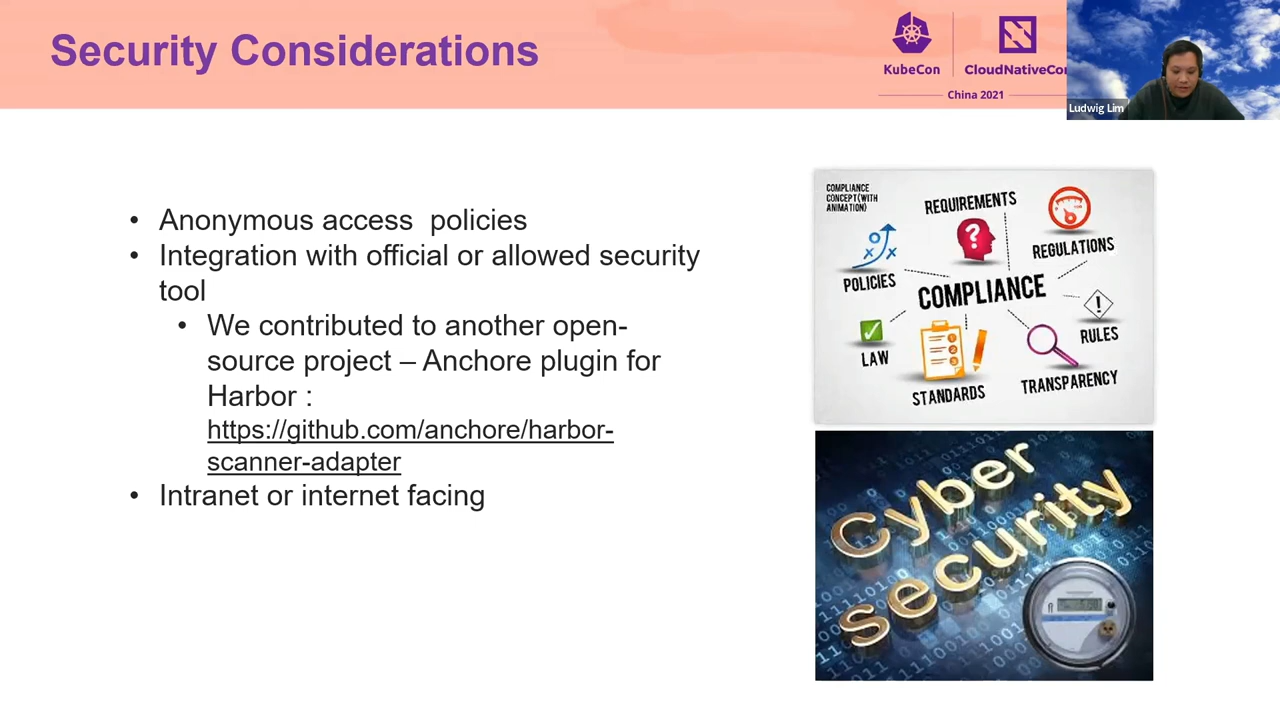 Security Considerations
KubeCon
CloudNativeCon
China 2021
Ludwig Lim
• Anonymous access  policies
• Integration with official or allowed security
tool
• We contributed to another open-
source project – Anchore plugin for
Harbor :
https://github.com/anchore/harbor-
scanner-adapter
• Intranet or internet facing
COMPLIANCE
CONCEPT(WITH
ANIMATION)
REQUIREMENTS
REGULATIONS
POLICIES
COMPLIANCE
RULES
LAW
TRANSPARENCY
STANDARDS
Cyber
security